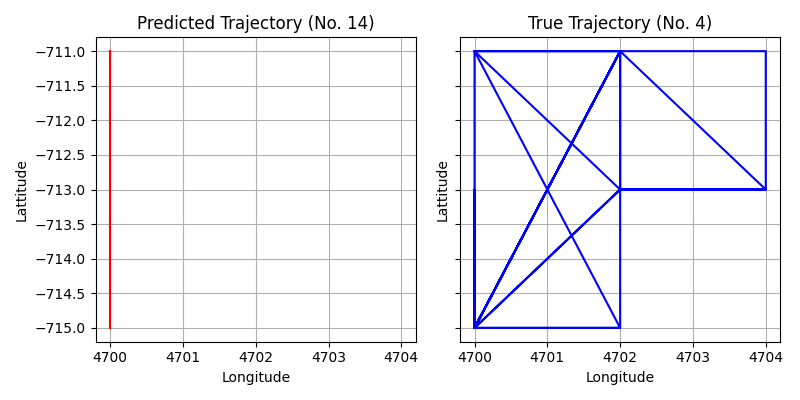 Predicted Trajectory (No. 14)
True Trajectory (No. 4)
Lattitude
−711.0
−711.5
−712.0
−712.5
−713.0
−713.5
−714.0
−714.5
−715.0
4700 4701 4702 4703 4704
Longitude
Lattitude
4700 4701 4702 4703 4704
Longitude